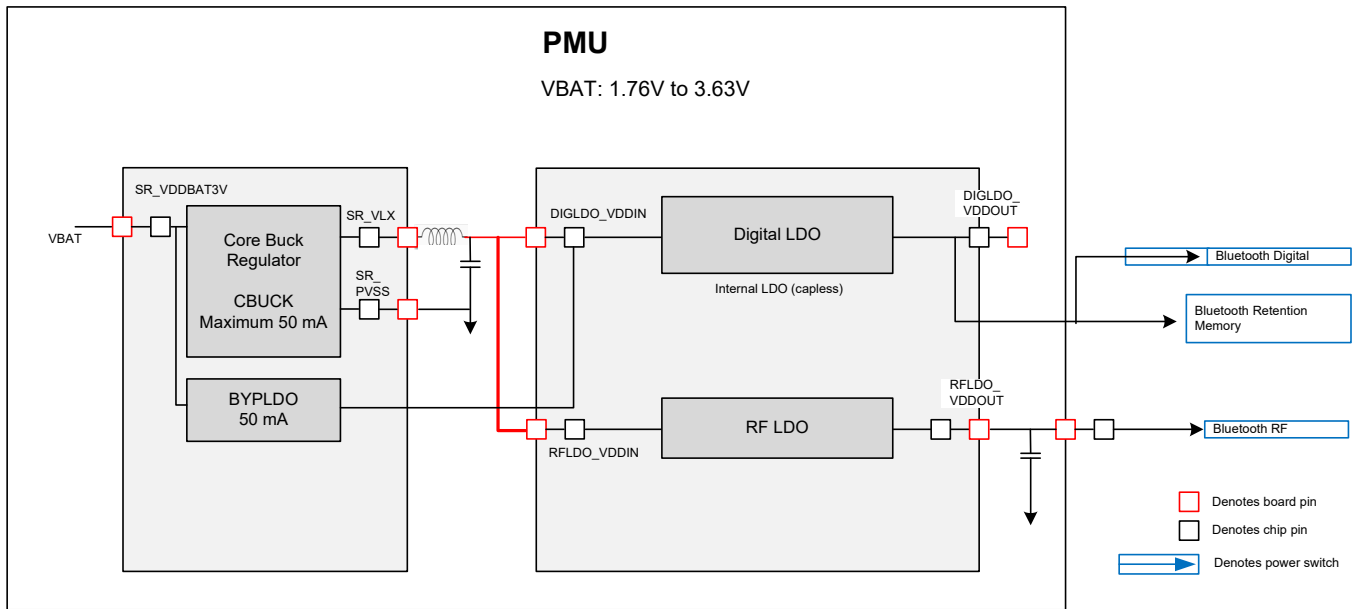 PMU
VBAT: 1.76V to 3.63V
SR_VDDBAT3V
VBAT
Core Buck
Regulator
CBUCK
Maximum 50 mA
SR_VLX
SR_
PVSS
BYPLDO
50 mA
DIGLDO_VDDIN
Digital LDO
Internal LDO (capless)
DIGLDO_
VDDOUT
RFLDO_VDDIN
RF LDO
RFLDO_
VDDOUT
Bluetooth Digital
Bluetooth Retention
Memory
Bluetooth RF
Denotes board pin
Denotes chip pin
Denotes power switch